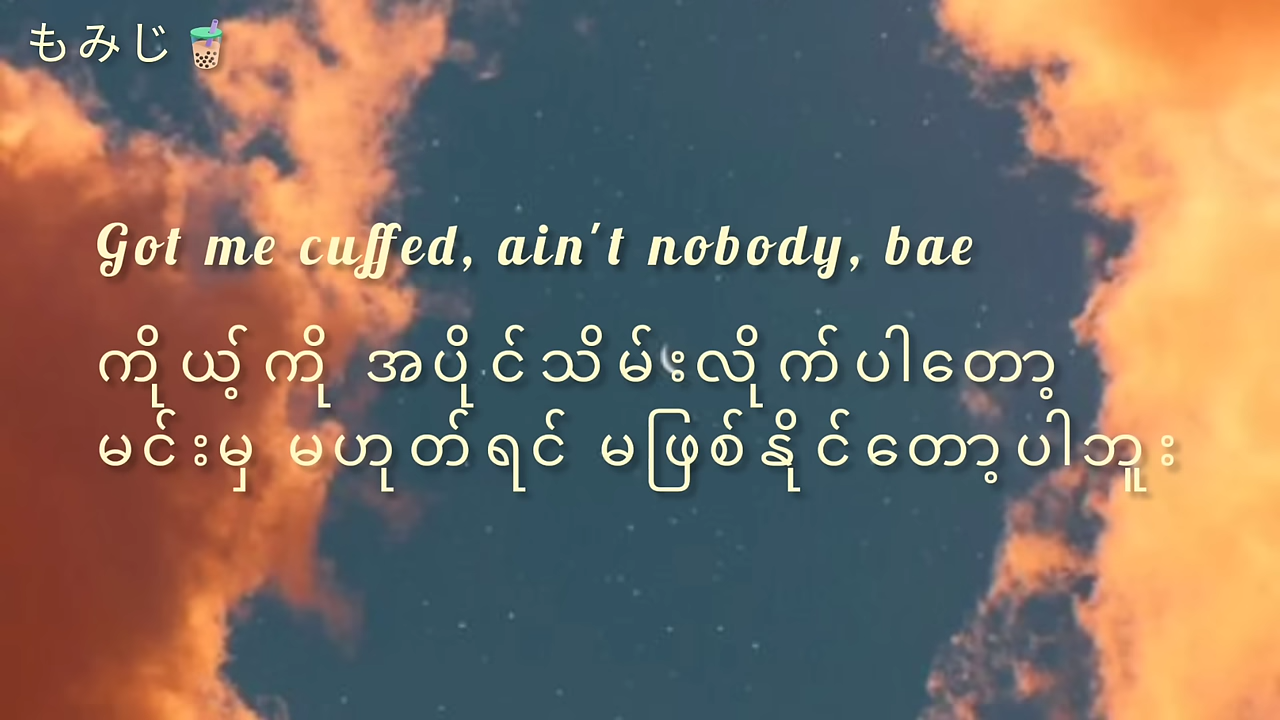 もみじ 🧋
Got me cuffed, ain't nobody, bae
ကိုယ့်ကို အပိုင်သိမ်းလိုက်ပါတော့
မင်းမှ မဟုတ်ရင် မဖြစ်နိုင်တော့ပါဘူး